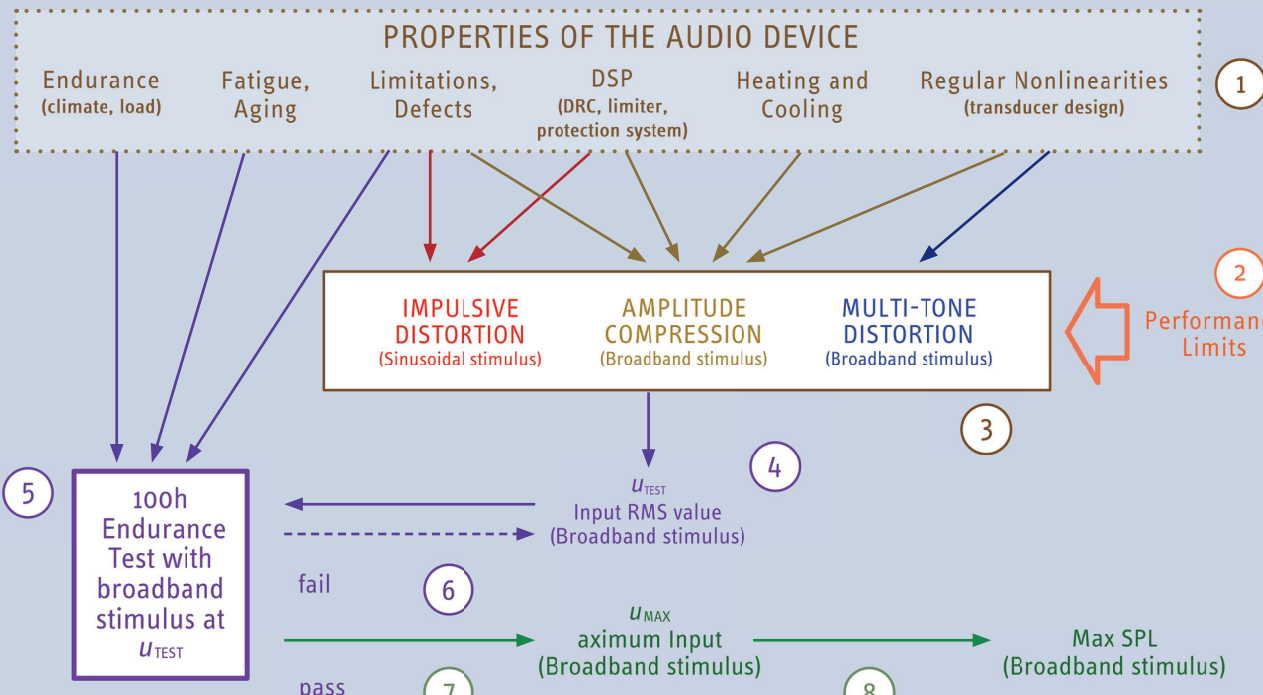 PROPERTIES OF THE AUDIO DEVICE
Endurance
(climate, load)
Fatigue,
Aging
Limitations,
Defects
DSP
(DRC, limiter,
protection system)
Heating and
Cooling
Regular Nonlinearities
(transducer design)
1
IMPULSIVE
DISTORTION
(Sinusoidal stimulus)
AMPLITUDE
COMPRESSION
(Broadband stimulus)
MULTI-TONE
DISTORTION
(Broadband stimulus)
2
Performanc
Limits
3
4
uTEST
Input RMS value
(Broadband stimulus)
5
100h
Endurance
Test with
broadband
stimulus at
uTEST
fail
6
uMAX
aximum Input
(Broadband stimulus)
Max SPL
(Broadband stimulus)
pass
7
8